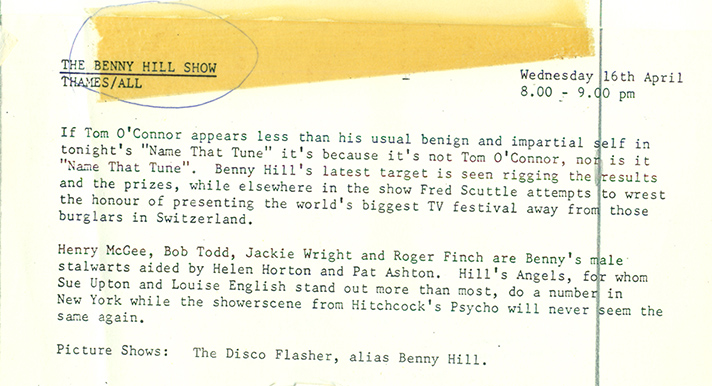 THE BENNY HILL SHOW
THAMES/ALL
Wednesday 16th April
8.00 - 9.00 pm
If Tom O'Connor appears less than his usual benign and impartial self in
tonight's "Name That Tune" it's because it's not Tom O'Connor, nor is it
"Name That Tune". Benny Hill's latest target is seen rigging the results
and the prizes, while elsewhere in the show Fred Scuttle attempts to wrest
the honour of presenting the world's biggest TV festival away from those
burglars in Switzerland.
Henry McGee, Bob Todd, Jackie Wright and Roger Finch are Benny's male
stalwarts aided by Helen Horton and Pat Ashton. Hill's Angels, for whom
Sue Upton and Louise English stand out more than most, do a number in
New York while the showerscene from Hitchcock's Psycho will never seem the
same again.
Picture Shows: The Disco Flasher, alias Benny Hill.